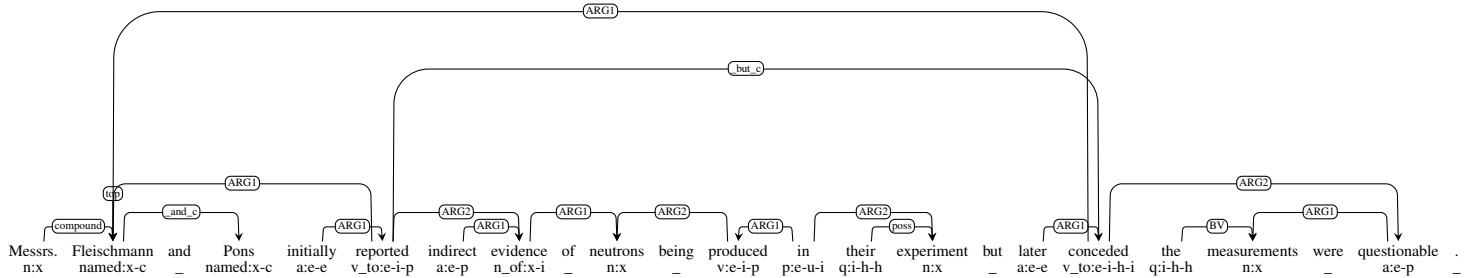 ARG1
_but_c
top ARG1 ARG2
compound _and_c ARG1 ARG2 ARG1 ARG1 ARG2 ARG1 ARG2 poss ARG1 BV ARG1
Messrs. Fleischmann and Pons initially reported indirect evidence of neutrons being produced in their experiment but later conceded the measurements were questionable .
n:x named:x-c _ named:x-c a:e-e v_to:e-i-p a:e-p n_of:x-i _ n:x _ v:e-i-p p:e-u-i q:i-h-h n:x _ a:e-e v_to:e-i-h-i q:i-h-h n:x _ a:e-p _